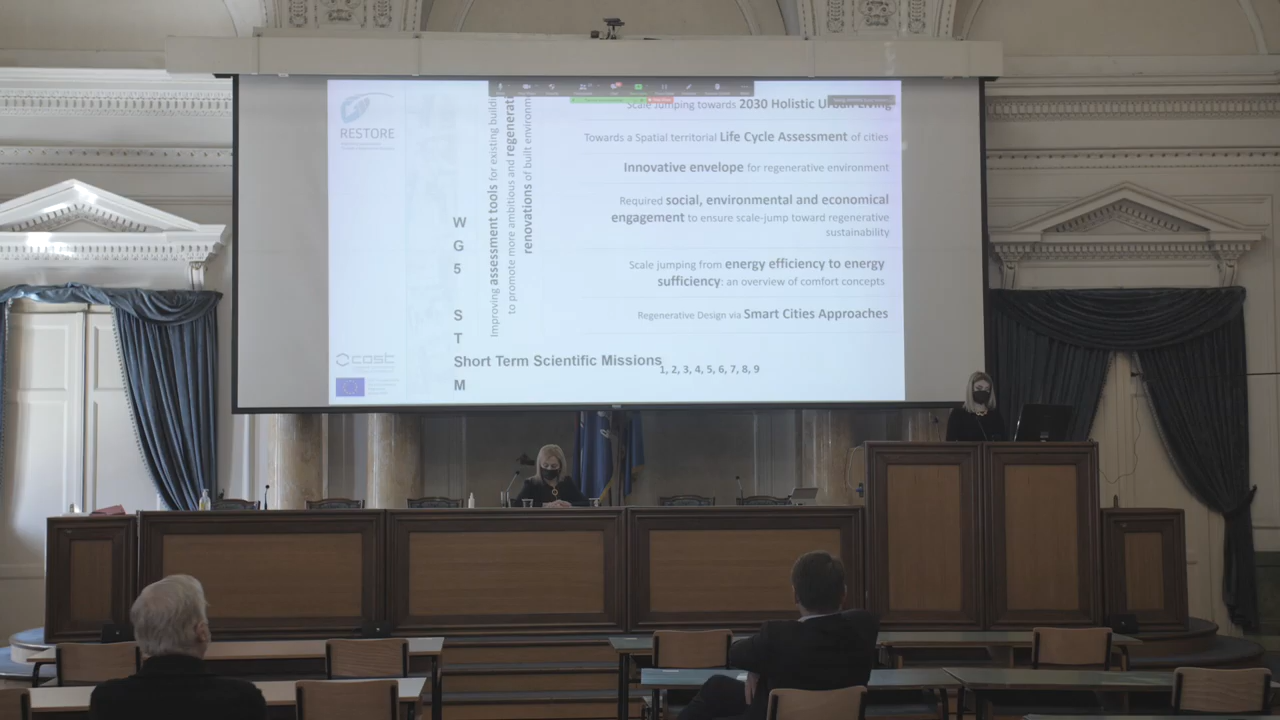 RESTORE
Improving assessment tools for existing
to promote more ambitious and
renovations of built
W
G
5
S
T
M
Scale jumping towards 2030 Holistic Urban Living
Towards a Spatial territorial Life Cycle Assessment of cities
Innovative envelope for regenerative environment
Required social, environmental and economical
engagement to ensure scale-jump toward regenerative
sustainability
Scale jumping from energy efficiency to energy
sufficiency: an overview of comfort concepts
Regenerative Design via Smart Cities Approaches
Short Term Scientific Missions 1, 2, 3, 4, 5, 6, 7, 8, 9
cost